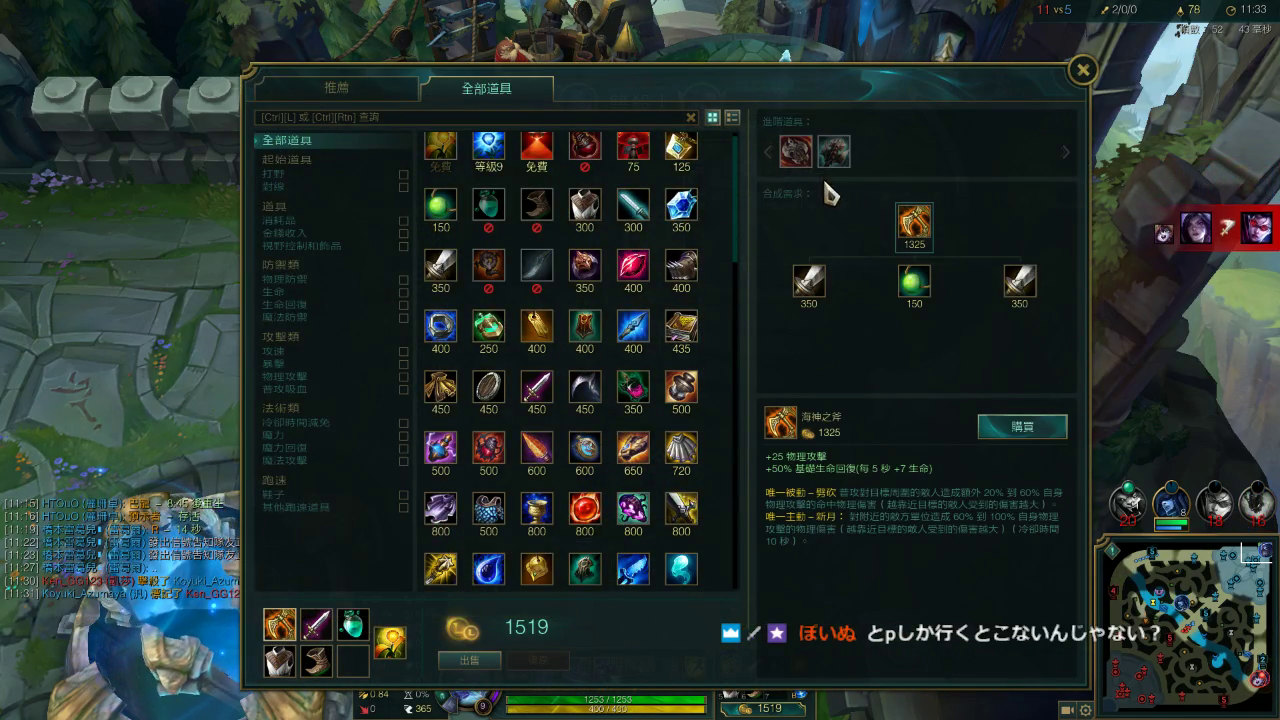 11 vs 5 2/0/0 78 11:33
推薦 全部道具
[Ctrl][L] 或 [Ctrl][Rtn] 查詢
全部道具
起始道具
打野
對線
道具
消耗品
金錢收入
視野控制和飾品
防禦類
物理防禦
生命
生命回復
魔法防禦
攻擊類
攻速
暴擊
物理攻擊
普攻吸血
法術類
冷卻時間減免
魔力
魔力回復
魔法攻擊
跑速
鞋子
其他跑速道具
免費 等級9 免費 75 125
150 300 300 350
350 350 400 400
400 250 400 400 400 435
450 450 450 450 350 500
500 500 600 600 650 720
800 500 800 800 800 800
進階道具：
合成需求：
1325
350 150 350
海神之斧
1325
購買
+25 物理攻擊
+50% 基礎生命回復(每 5 秒 +7 生命)
唯一被動 – 劈砍 普攻對目標周圍的敵人造成額外 20% 到 60% 自身
物理攻擊的命中物理傷害（越靠近目標的敵人受到的傷害越大）。
唯一主動 – 新月：對附近的敵方單位造成 60% 到 100% 自身物理
攻擊的物理傷害（越靠近目標的敵人受到的傷害越大）（冷卻時間
10 秒）。
1519
出售
ぽいぬ とpしか行くとこないんじゃない？
20 8 18 16
0.84 0%
0 365
9
1253 / 1253
400 / 400
1519